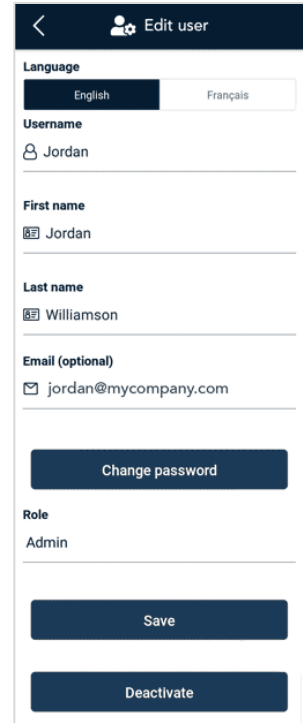 Edit user
Language
English Français
Username
Jordan
First name
Jordan
Last name
Williamson
Email (optional)
jordan@mycompany.com
Change password
Role
Admin
Save
Deactivate